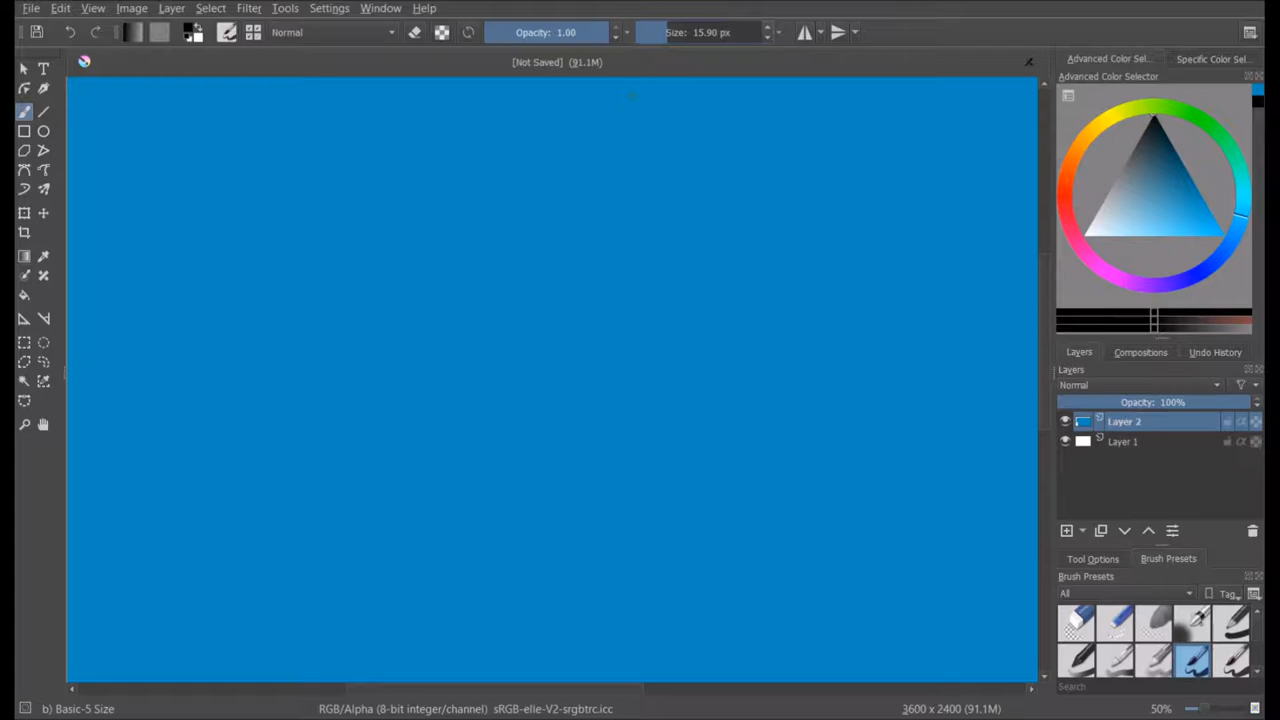 File Edit View Image Layer Select Filter Tools Settings Window Help
Normal Opacity: 1.00 Size: 15.90 px
[Not Saved] (91.1M)
Advanced Color Sel... Specific Color Sel...
Advanced Color Selector
Layers Compositions Undo History
Layers
Normal
Opacity: 100%
Layer 2
Layer 1
Tool Options Brush Presets
Brush Presets
All Tag
Search
b) Basic-5 Size RGB/Alpha (8-bit integer/channel) sRGB-elle-V2-srgbtrc.icc 3600 x 2400 (91.1M) 50%